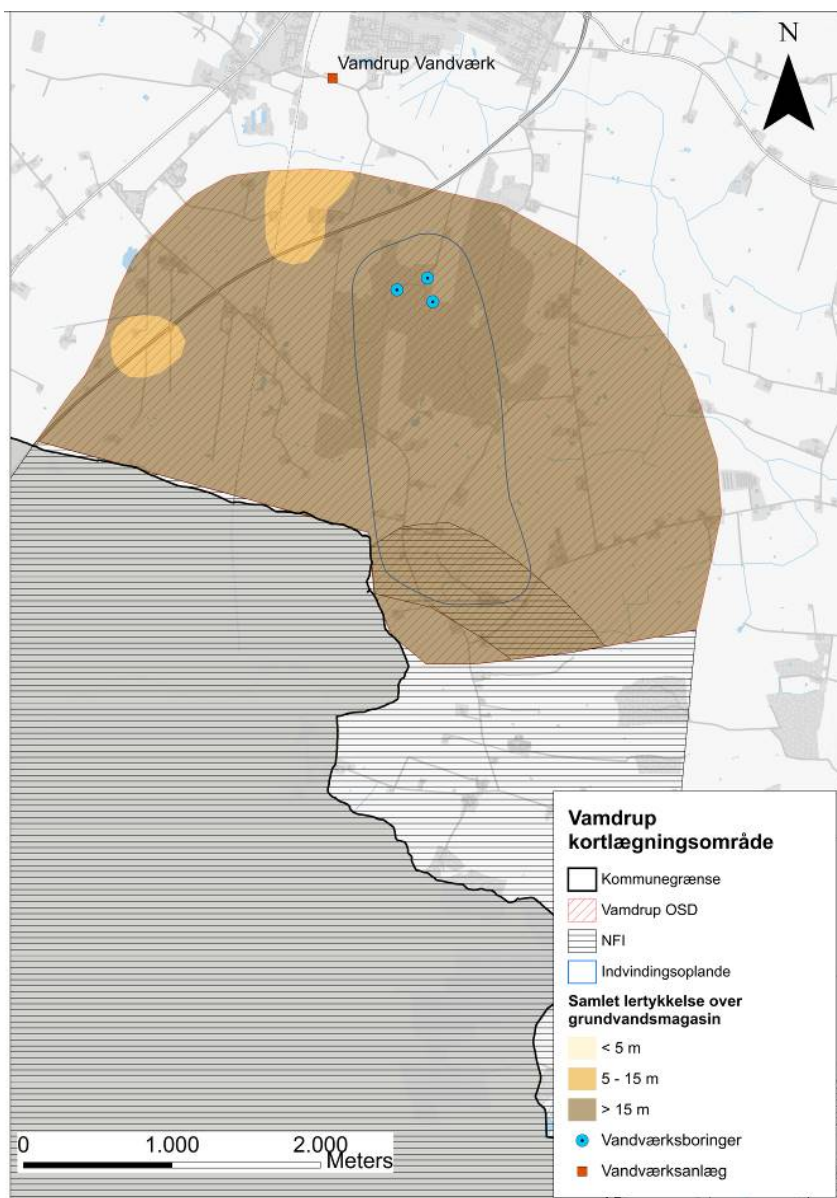 Vamdrup Vandværk
N
Vamdrup
kortlægningsområde
Kommunegrænse
Vamdrup OSD
NFI
Indvindingsoplande
Samlet lertykkelse over
grundvandsmagasin
< 5 m
5 - 15 m
> 15 m
Vandværksboringer
Vandværksanlæg
0 1.000 2.000
Meters